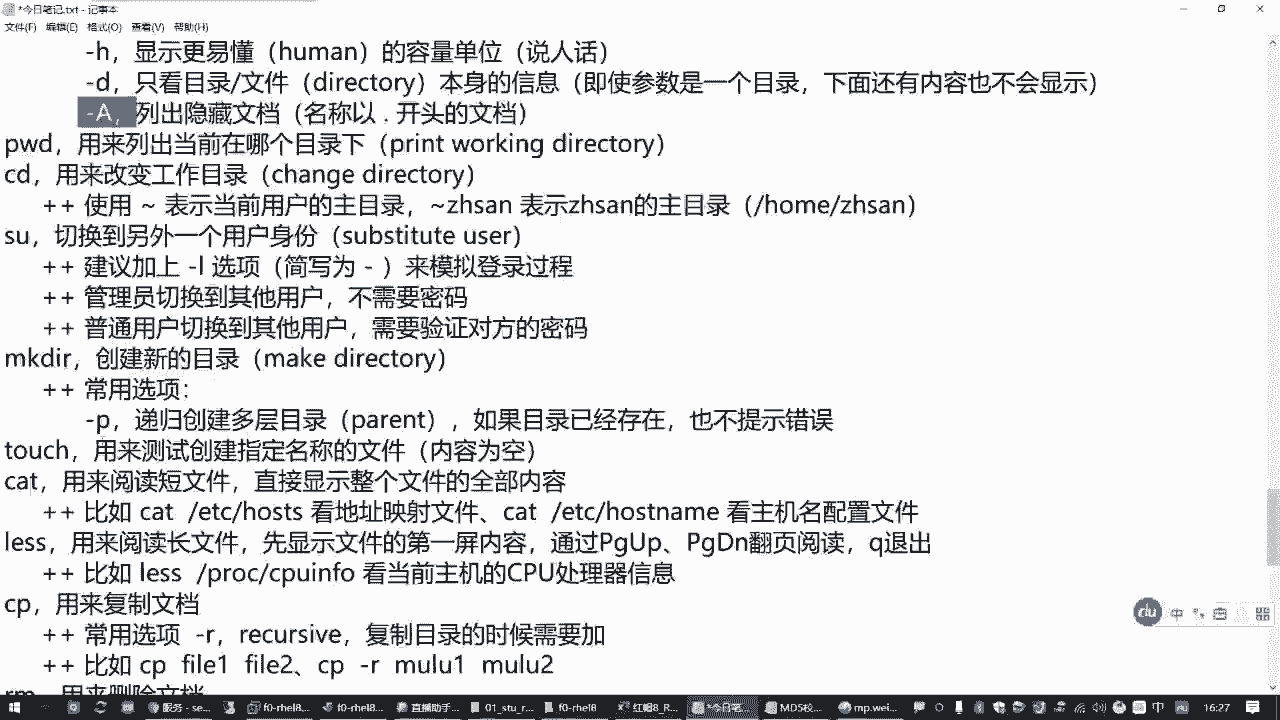 *今日笔记.txt - 记事本
文件(F) 编辑(E) 格式(O) 查看(V) 帮助(H)
-h，显示更易懂（human）的容量单位（说人话）
-d，只看目录/文件（directory）本身的信息（即使参数是一个目录，下面还有内容也不会显示）
-A，列出隐藏文档（名称以 . 开头的文档）
pwd，用来列出当前在哪个目录下（print working directory）
cd，用来改变工作目录（change directory）
++ 使用 ~ 表示当前用户的主目录，~zhsan 表示zhsan的主目录（/home/zhsan）
su，切换到另外一个用户身份（substitute user）
++ 建议加上 -l 选项（简写为 - ）来模拟登录过程
++ 管理员切换到其他用户，不需要密码
++ 普通用户切换到其他用户，需要验证对方的密码
mkdir，创建新的目录（make directory）
++ 常用选项：
-p，递归创建多层目录（parent），如果目录已经存在，也不提示错误
touch，用来测试创建指定名称的文件（内容为空）
cat，用来阅读短文件，直接显示整个文件的全部内容
++ 比如 cat  /etc/hosts 看地址映射文件、cat  /etc/hostname 看主机名配置文件
less，用来阅读长文件，先显示文件的第一屏内容，通过PgUp、PgDn翻页阅读，q退出
++ 比如 less  /proc/cpuinfo 看当前主机的CPU处理器信息
cp，用来复制文档
++ 常用选项  -r，recursive，复制目录的时候需要加
++ 比如 cp  file1  file2、cp  -r  mulu1  mulu2
rm，用来删除文档
中
服务 - se... f0-rhel8,... f0-rhel8... 直播助手... 01_stu_r... f0-rhel8 红帽8_R... *今日笔... MD5校... mp.wei... 中 16:27